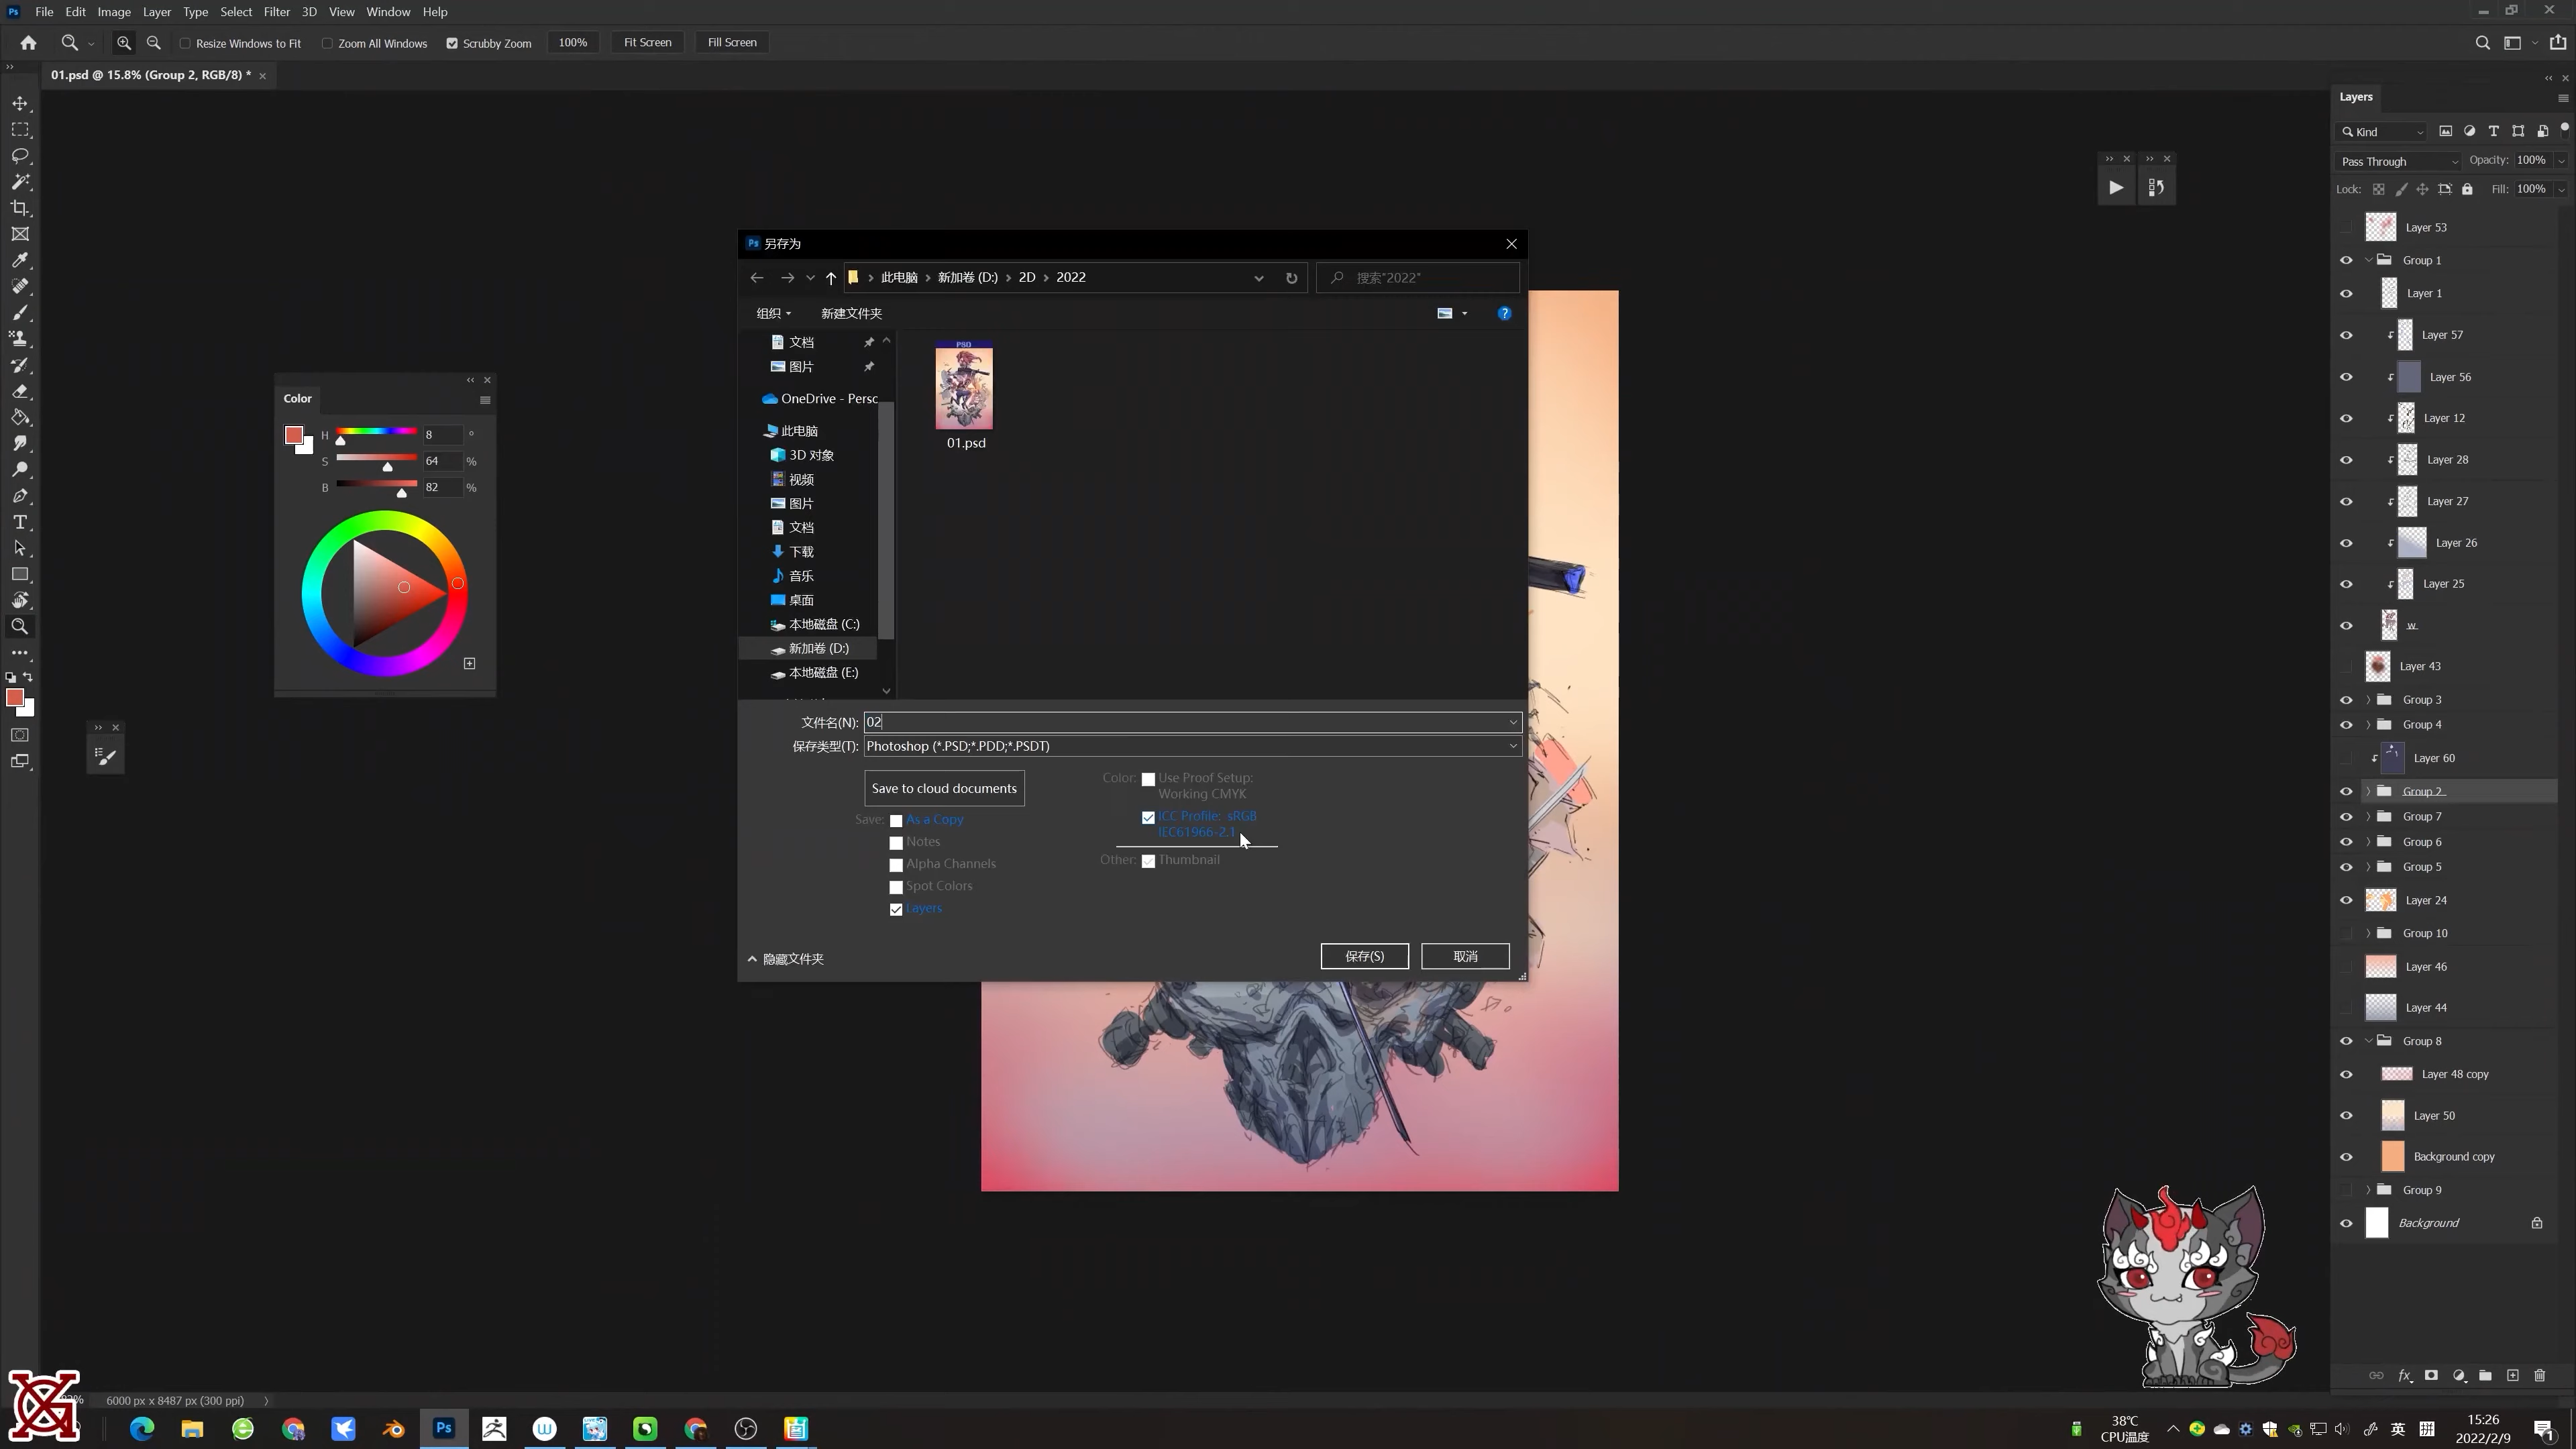 Ps File Edit Image Layer Type Select Filter 3D View Window Help
Resize Windows to Fit Zoom All Windows Scrubby Zoom 100% Fit Screen Fill Screen
01.psd @ 15.8% (Group 2, RGB/8) *
Color
H 8 °
S 64 %
B 82 %
Ps 另存为
此电脑 新加卷 (D:) 2D 2022
搜索"2022"
组织 新建文件夹
文档
图片
OneDrive - Persc
此电脑
3D 对象
视频
图片
文档
下载
音乐
桌面
本地磁盘 (C:)
新加卷 (D:)
本地磁盘 (E:)
PSD
01.psd
文件名(N): 02
保存类型(T): Photoshop (*.PSD;*.PDD;*.PSDT)
Save to cloud documents
Save: As a Copy
Notes
Alpha Channels
Spot Colors
Layers
Color: Use Proof Setup:
Working CMYK
ICC Profile: sRGB
IEC61966-2.1
Other: Thumbnail
隐藏文件夹
保存(S) 取消
Layers
Kind
Pass Through Opacity: 100%
Lock: Fill: 100%
Layer 53
Group 1
Layer 1
Layer 57
Layer 56
Layer 12
Layer 28
Layer 27
Layer 26
Layer 25
w
Layer 43
Group 3
Group 4
Layer 60
Group 2
Group 7
Group 6
Group 5
Layer 24
Group 10
Layer 46
Layer 44
Group 8
Layer 48 copy
Layer 50
Background copy
Group 9
Background
6000 px x 8487 px (300 ppi)
Ps
38℃
CPU温度
英
拼
15:26
2022/2/9
1